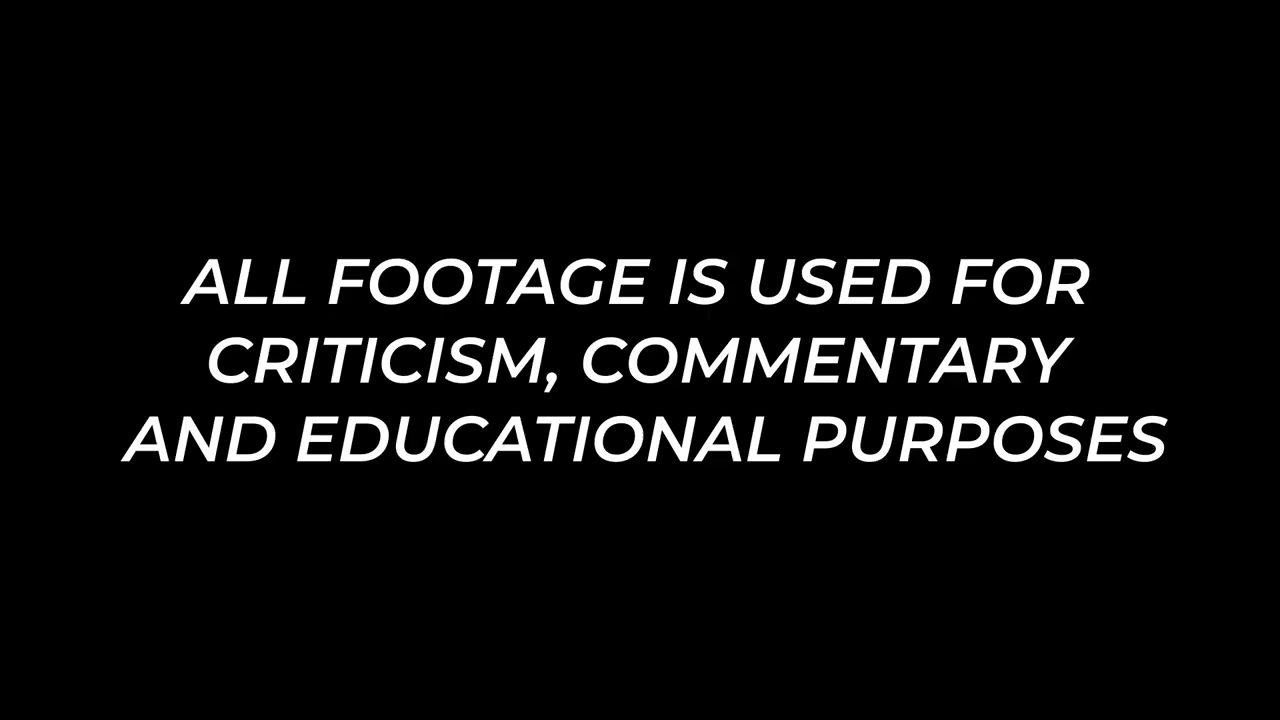 ALL FOOTAGE IS USED FOR
CRITICISM, COMMENTARY
AND EDUCATIONAL PURPOSES